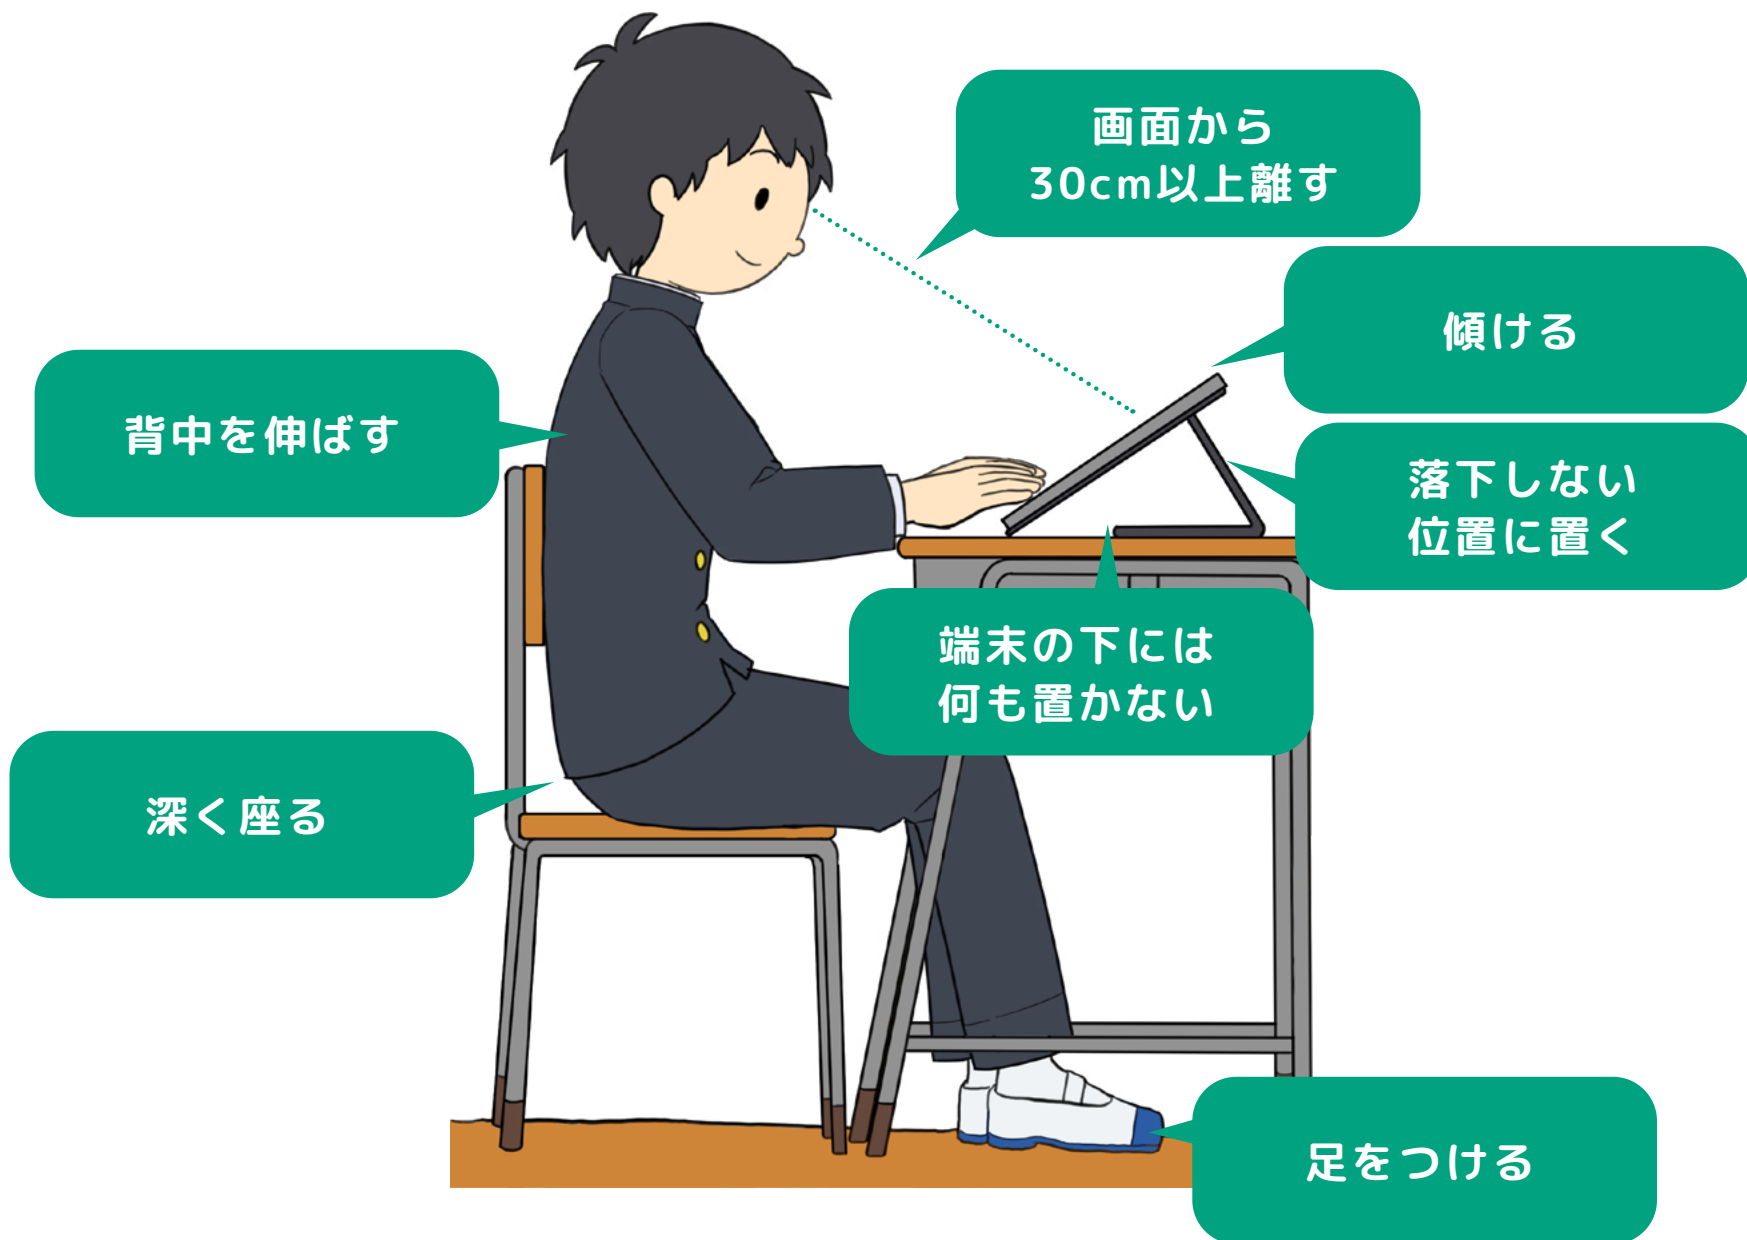 画面から
30cm以上離す
傾ける
背中を伸ばす
落下しない
位置に置く
端末の下には
何も置かない
深く座る
足をつける